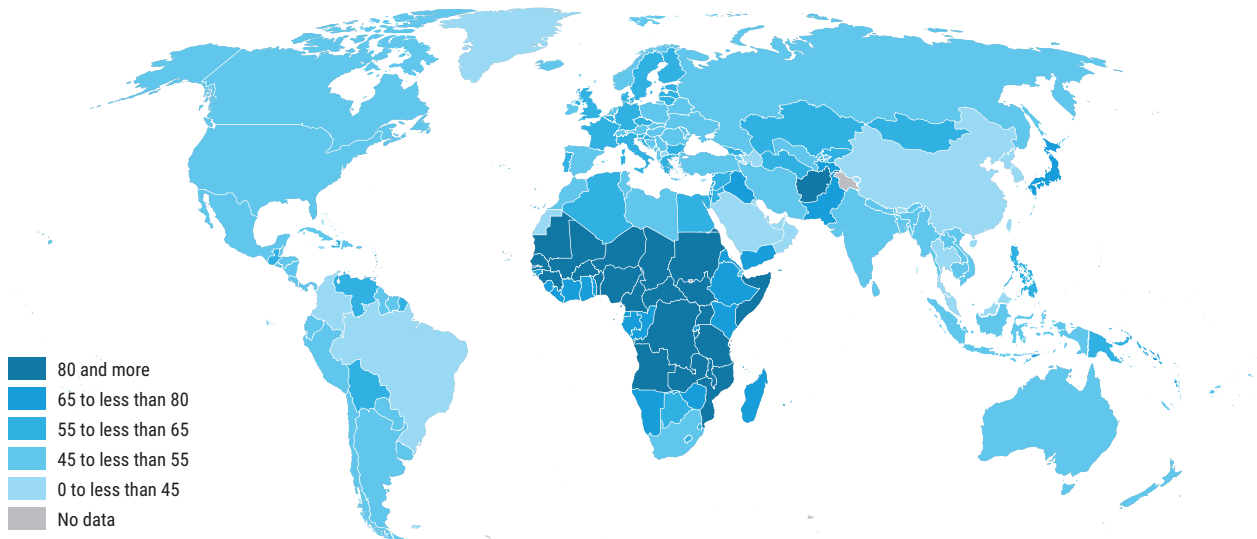 80 and more
65 to less than 80
55 to less than 65
45 to less than 55
0 to less than 45
No data